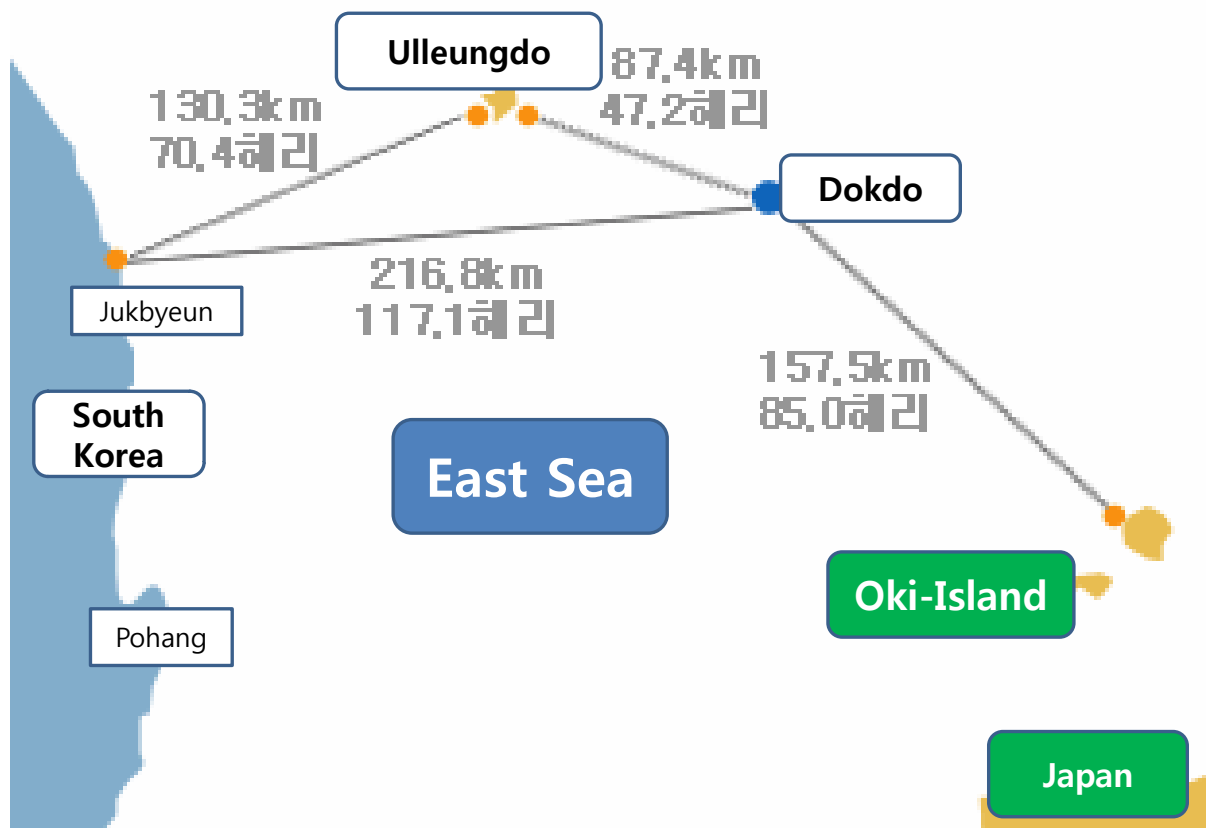 Ulleungdo
87.4km
47.2해리
130.3km
70.4해리
Dokdo
216.8km
117.1해리
Jukbyeun
157.5km
85.0해리
South
Korea
East Sea
Oki-Island
Pohang
Japan